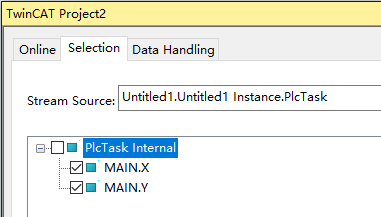 TwinCAT Project2
Online Selection Data Handling
Stream Source: Untitled1.Untitled1 Instance.PlcTask
PlcTask Internal
MAIN.X
MAIN.Y